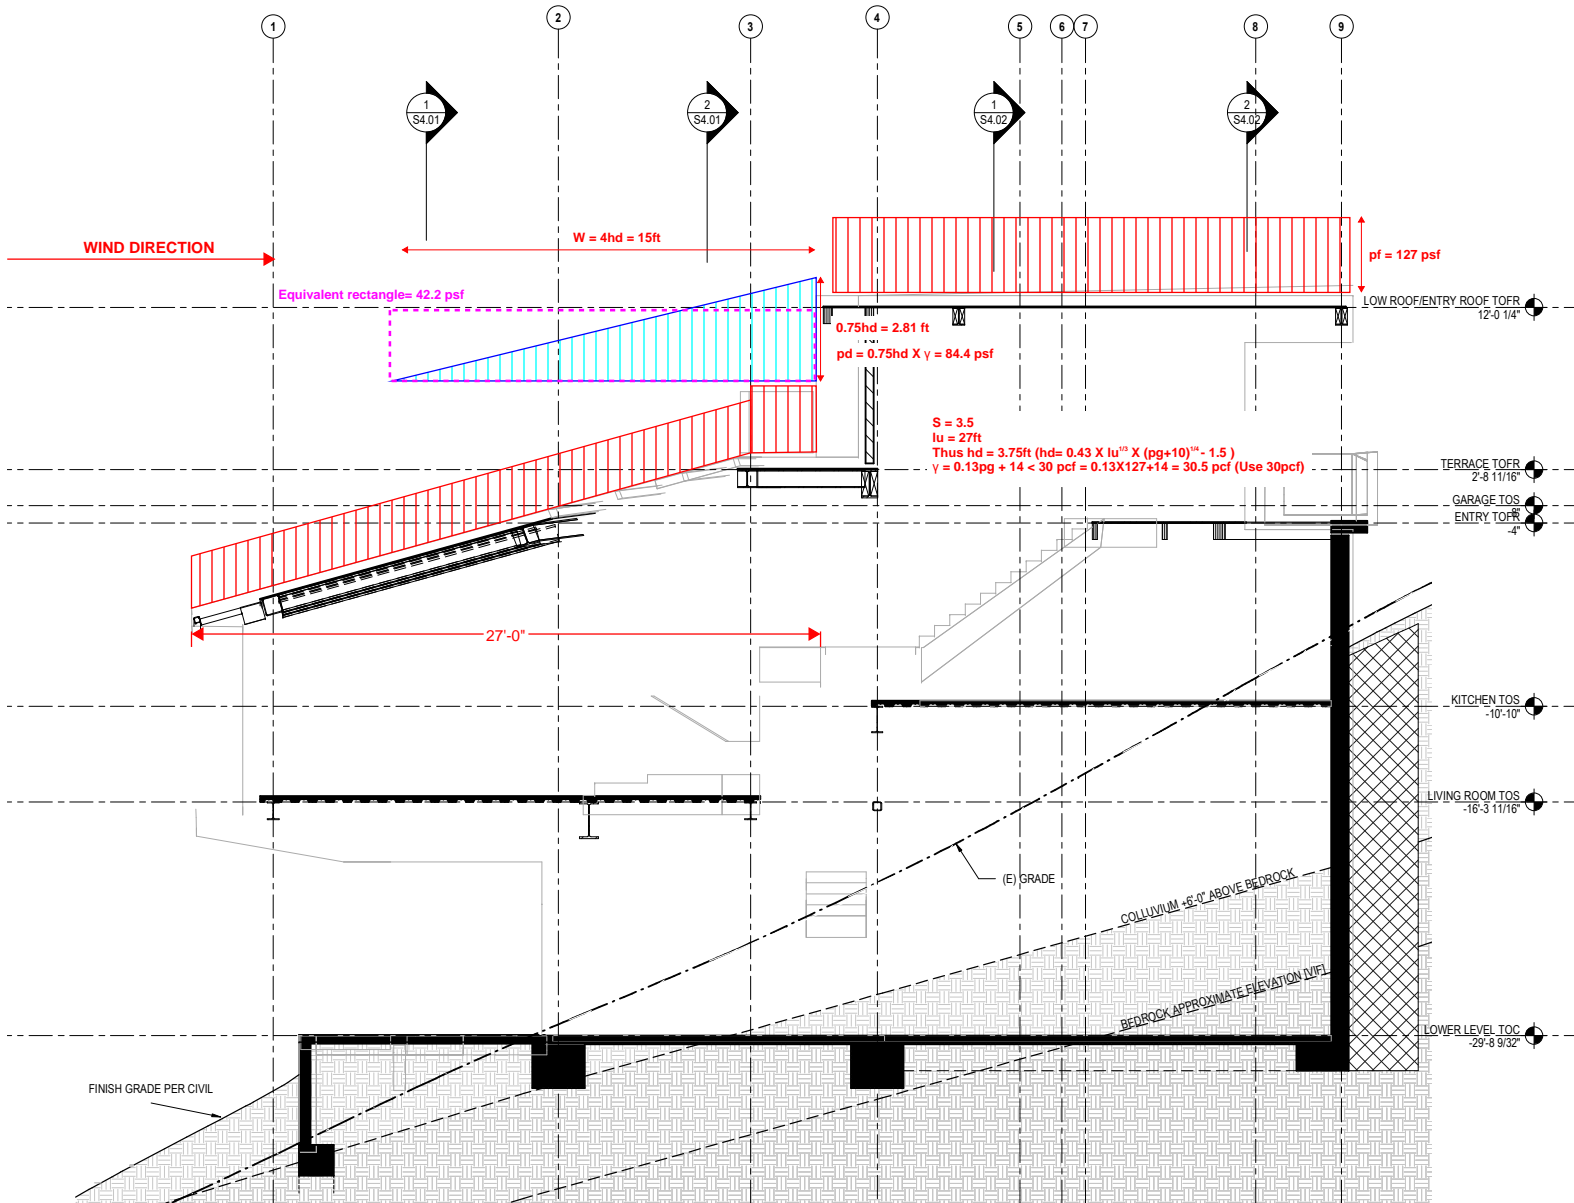 1
2
3
4
5
6
7
8
9
1
S4.01
2
S4.01
1
S4.02
2
S4.02
WIND DIRECTION
W = 4hd = 15ft
pf = 127 psf
Equivalent rectangle= 42.2 psf
LOW ROOF/ENTRY ROOF TOFR
12'-0 1/4"
0.75hd = 2.81 ft
pd = 0.75hd X γ = 84.4 psf
S = 3.5
lu = 27ft
Thus hd = 3.75ft (hd= 0.43 X lu¹ᐟ³ X (pg+10)¹ᐟ⁴ - 1.5 )
γ = 0.13pg + 14 < 30 pcf = 0.13X127+14 = 30.5 pcf (Use 30pcf)
TERRACE TOFR
2'-8 11/16"
GARAGE TOS
ENTRY TOFR
-4"
27'-0"
KITCHEN TOS
-10'-10"
LIVING ROOM TOS
-16'-3 11/16"
(E) GRADE
COLLUVIUM +6'-0" ABOVE BEDROCK
BEDROCK APPROXIMATE ELEVATION [VIF]
LOWER LEVEL TOC
-29'-8 9/32"
FINISH GRADE PER CIVIL